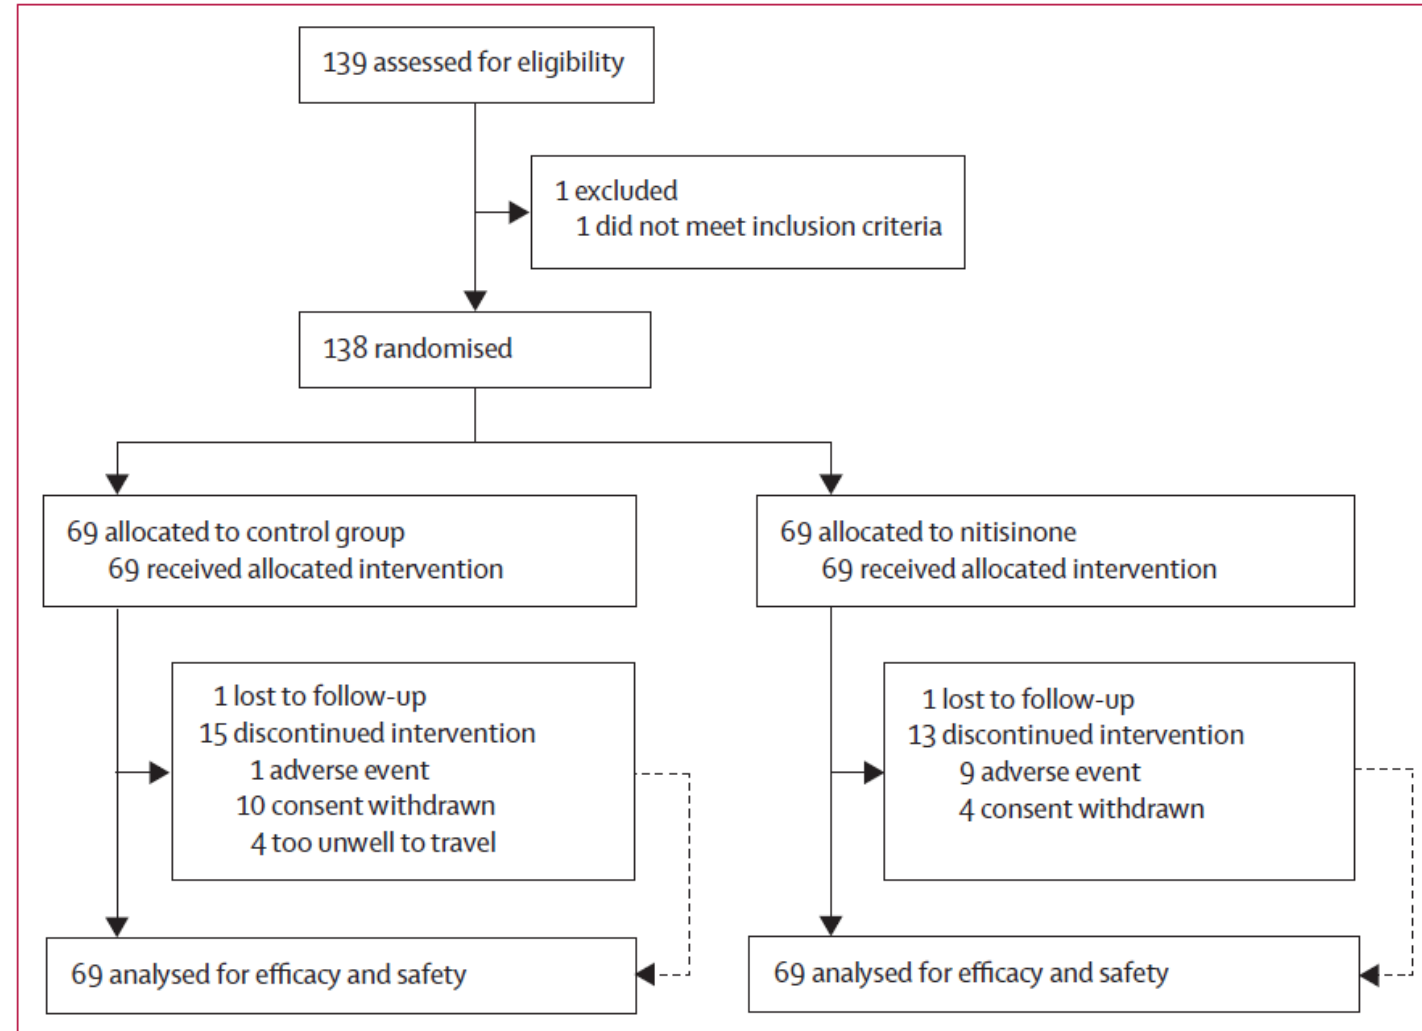 139 assessed for eligibility
1 excluded
1 did not meet inclusion criteria
138 randomised
69 allocated to control group
69 received allocated intervention
69 allocated to nitisinone
69 received allocated intervention
1 lost to follow-up
15 discontinued intervention
1 adverse event
10 consent withdrawn
4 too unwell to travel
1 lost to follow-up
13 discontinued intervention
9 adverse event
4 consent withdrawn
69 analysed for efficacy and safety
69 analysed for efficacy and safety